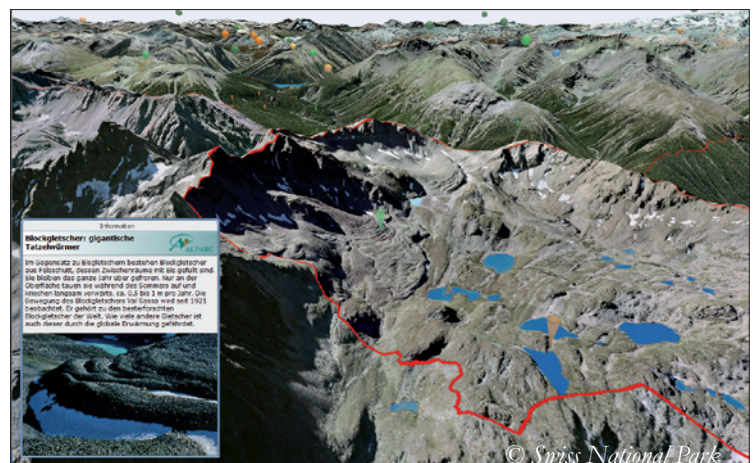 Information
Blockgletscher: gigantische
Tatzelwürmer
ALPARC
Im Gegensatz zu Eisgletschern bestehen Blockgletscher
aus Felsschutt, dessen Zwischenräume mit Eis gefüllt sind.
Sie bleiben das ganze Jahr über gefroren. Nur an der
Oberfläche tauen sie während des Sommers auf und
kriechen langsam vorwärts, ca. 0,5 bis 1 m pro Jahr. Die
Bewegung des Blockgletschers Val Sassa wird seit 1921
beobachtet. Er gehört zu den besterforschten
Blockgletscher der Welt. Wie viele andere Gletscher ist
auch dieser durch die globale Erwärmung gefährdet.
© Swiss National Park